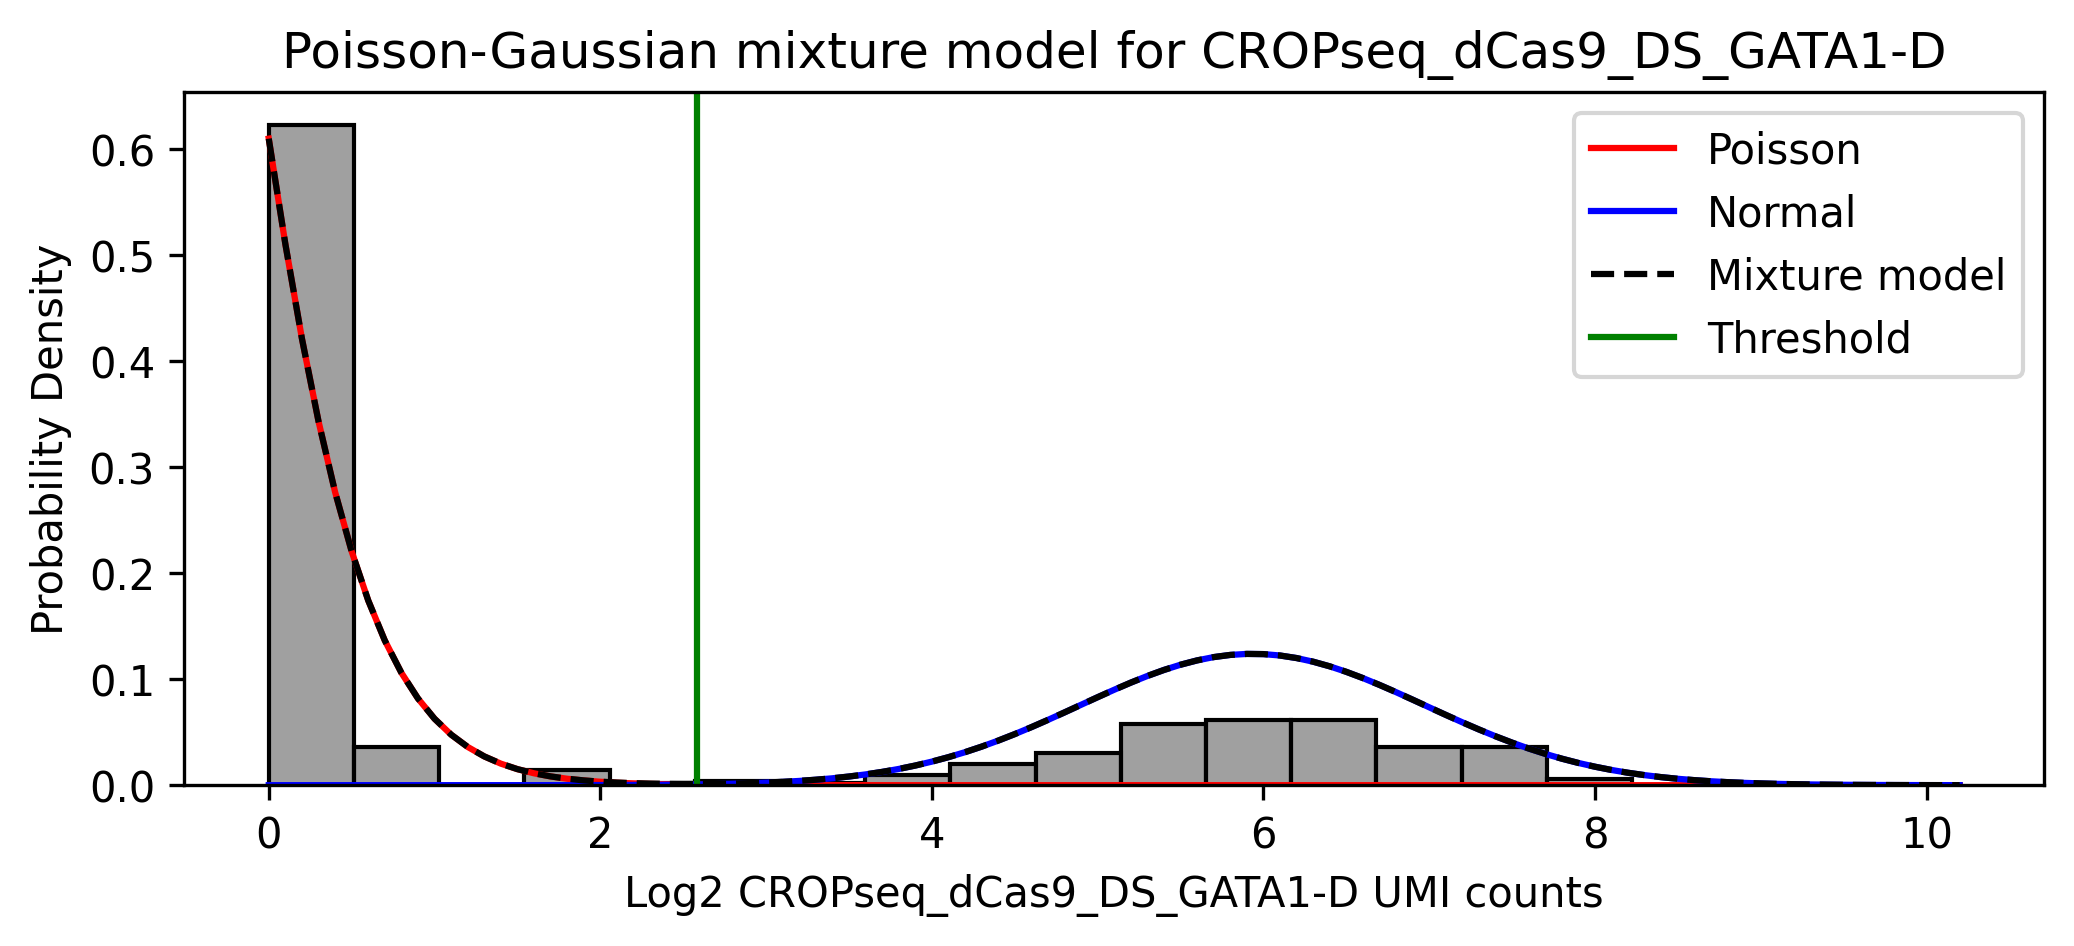 Poisson-Gaussian mixture model for CROPseq_dCas9_DS_GATA1-D
Poisson
Normal
Mixture model
Threshold
Probability Density
0.6
0.5
0.4
0.3
0.2
0.1
0.0
0 2 4 6 8 10
Log2 CROPseq_dCas9_DS_GATA1-D UMI counts